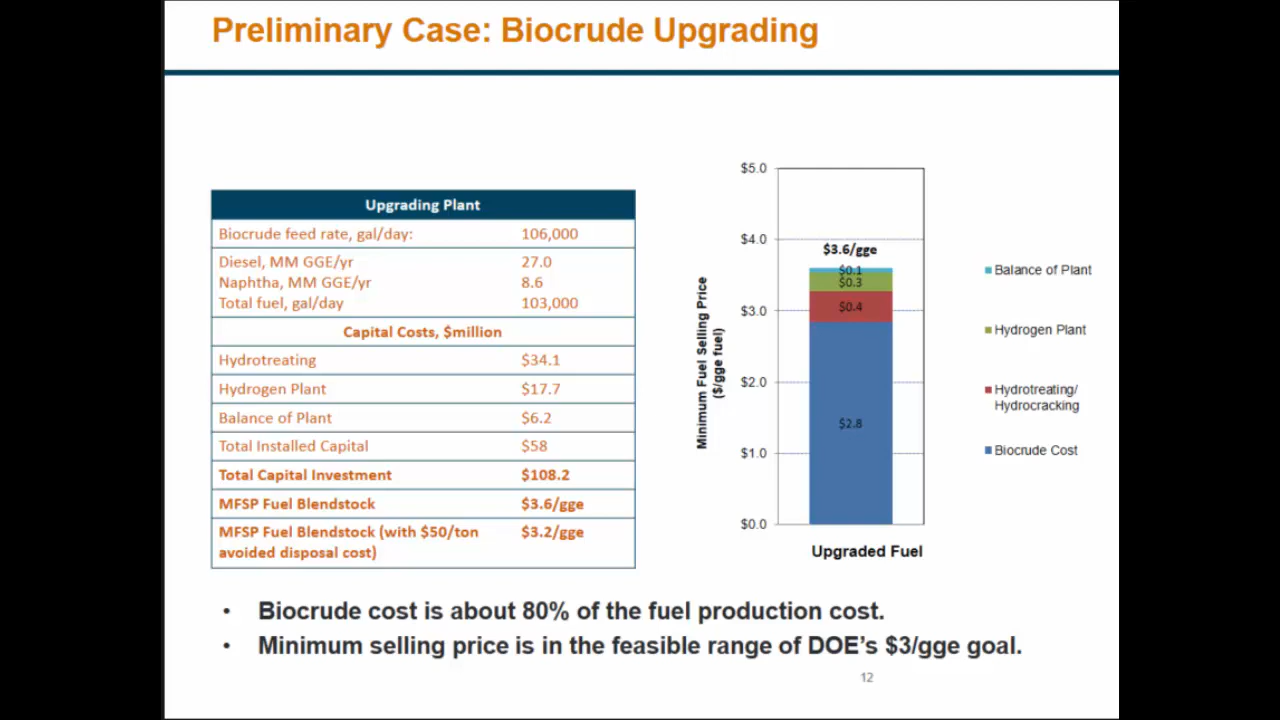 Preliminary Case: Biocrude Upgrading
Upgrading Plant
Biocrude feed rate, gal/day: 106,000
Diesel, MM GGE/yr 27.0
Naphtha, MM GGE/yr 8.6
Total fuel, gal/day 103,000
Capital Costs, $million
Hydrotreating $34.1
Hydrogen Plant $17.7
Balance of Plant $6.2
Total Installed Capital $58
Total Capital Investment $108.2
MFSP Fuel Blendstock $3.6/gge
MFSP Fuel Blendstock (with $50/ton $3.2/gge
avoided disposal cost)
Minimum Fuel Selling Price
($/gge fuel)
$5.0
$4.0
$3.0
$2.0
$1.0
$0.0
$3.6/gge
$0.1
$0.3
$0.4
$2.8
Upgraded Fuel
Balance of Plant
Hydrogen Plant
Hydrotreating/
Hydrocracking
Biocrude Cost
• Biocrude cost is about 80% of the fuel production cost.
• Minimum selling price is in the feasible range of DOE’s $3/gge goal.
12